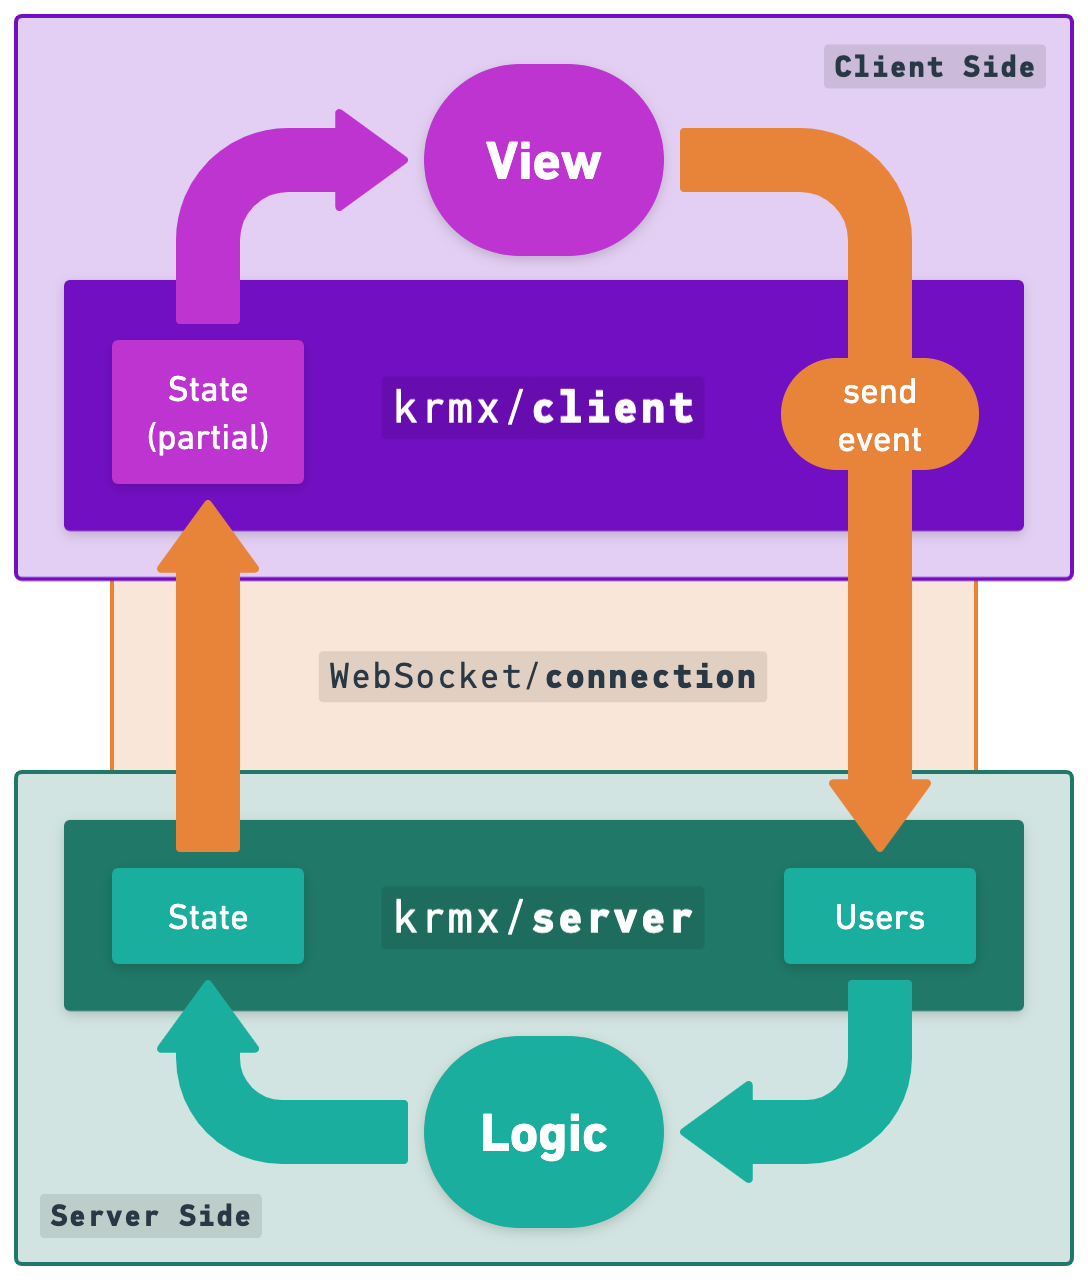 Client Side
View
State
(partial)
krmx/client
send
event
WebSocket/connection
State
krmx/server
Users
Logic
Server Side